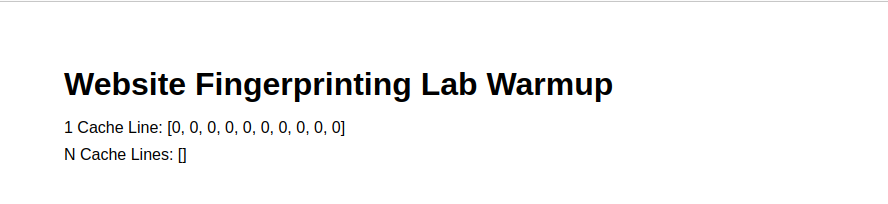 Website Fingerprinting Lab Warmup
1 Cache Line: [0, 0, 0, 0, 0, 0, 0, 0, 0, 0]
N Cache Lines: []